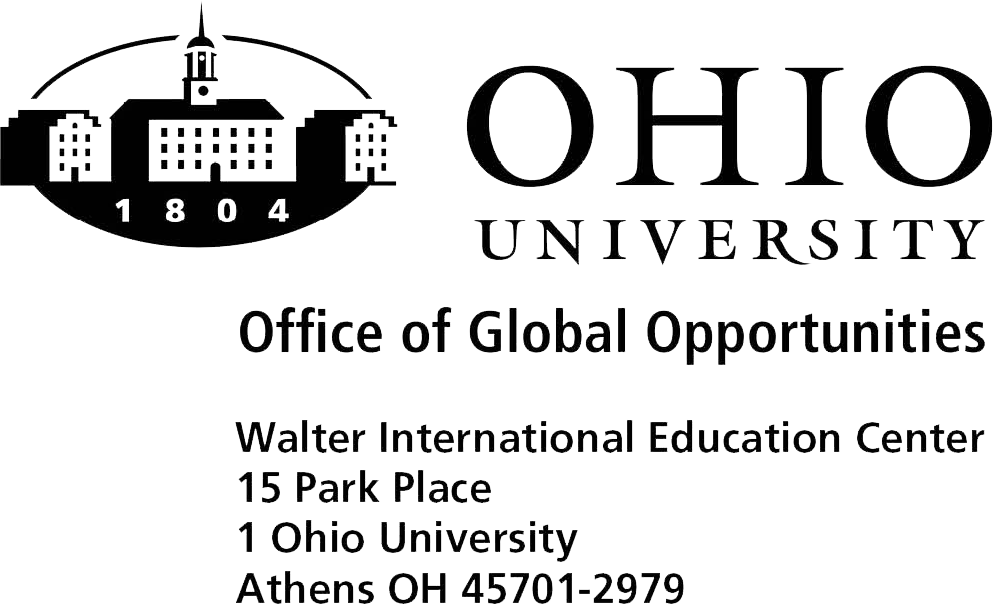 1804
OHIO
UNIVERSITY
Office of Global Opportunities
Walter International Education Center
15 Park Place
1 Ohio University
Athens OH 45701-2979